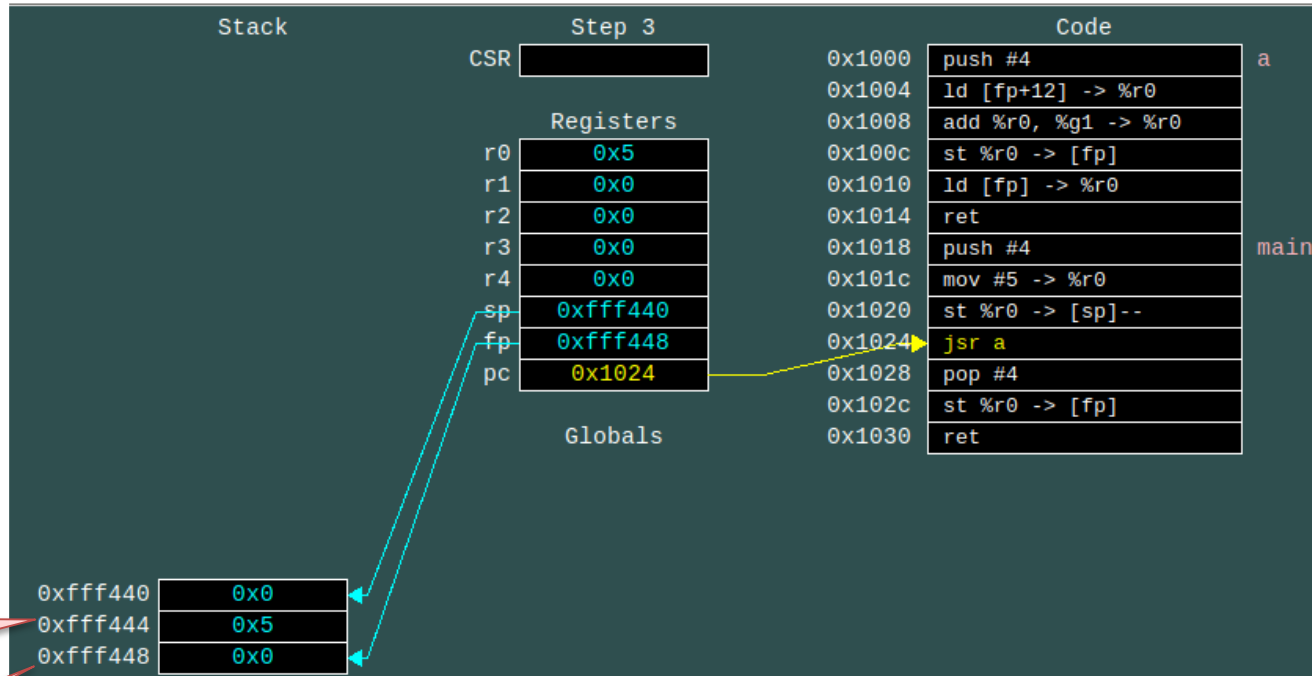 Stack Step 3 Code
CSR 0x1000 push #4 a
0x1004 ld [fp+12] -> %r0
Registers 0x1008 add %r0, %g1 -> %r0
r0 0x5 0x100c st %r0 -> [fp]
r1 0x0 0x1010 ld [fp] -> %r0
r2 0x0 0x1014 ret
r3 0x0 0x1018 push #4 main
r4 0x0 0x101c mov #5 -> %r0
sp 0xfff440 0x1020 st %r0 -> [sp]--
fp 0xfff448 0x1024 jsr a
pc 0x1024 0x1028 pop #4
0x102c st %r0 -> [fp]
Globals 0x1030 ret
0xfff440 0x0
0xfff444 0x5
0xfff448 0x0